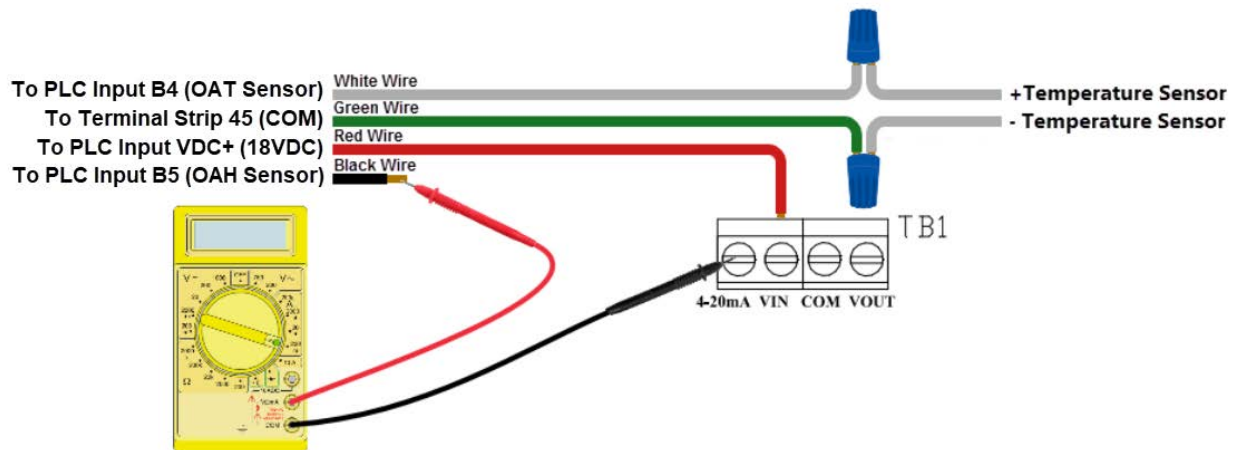 To PLC Input B4 (OAT Sensor) White Wire
+Temperature Sensor
To Terminal Strip 45 (COM) Green Wire
- Temperature Sensor
To PLC Input VDC+ (18VDC) Red Wire
To PLC Input B5 (OAH Sensor) Black Wire
TB1
4-20mA VIN COM VOUT
Ω
COM